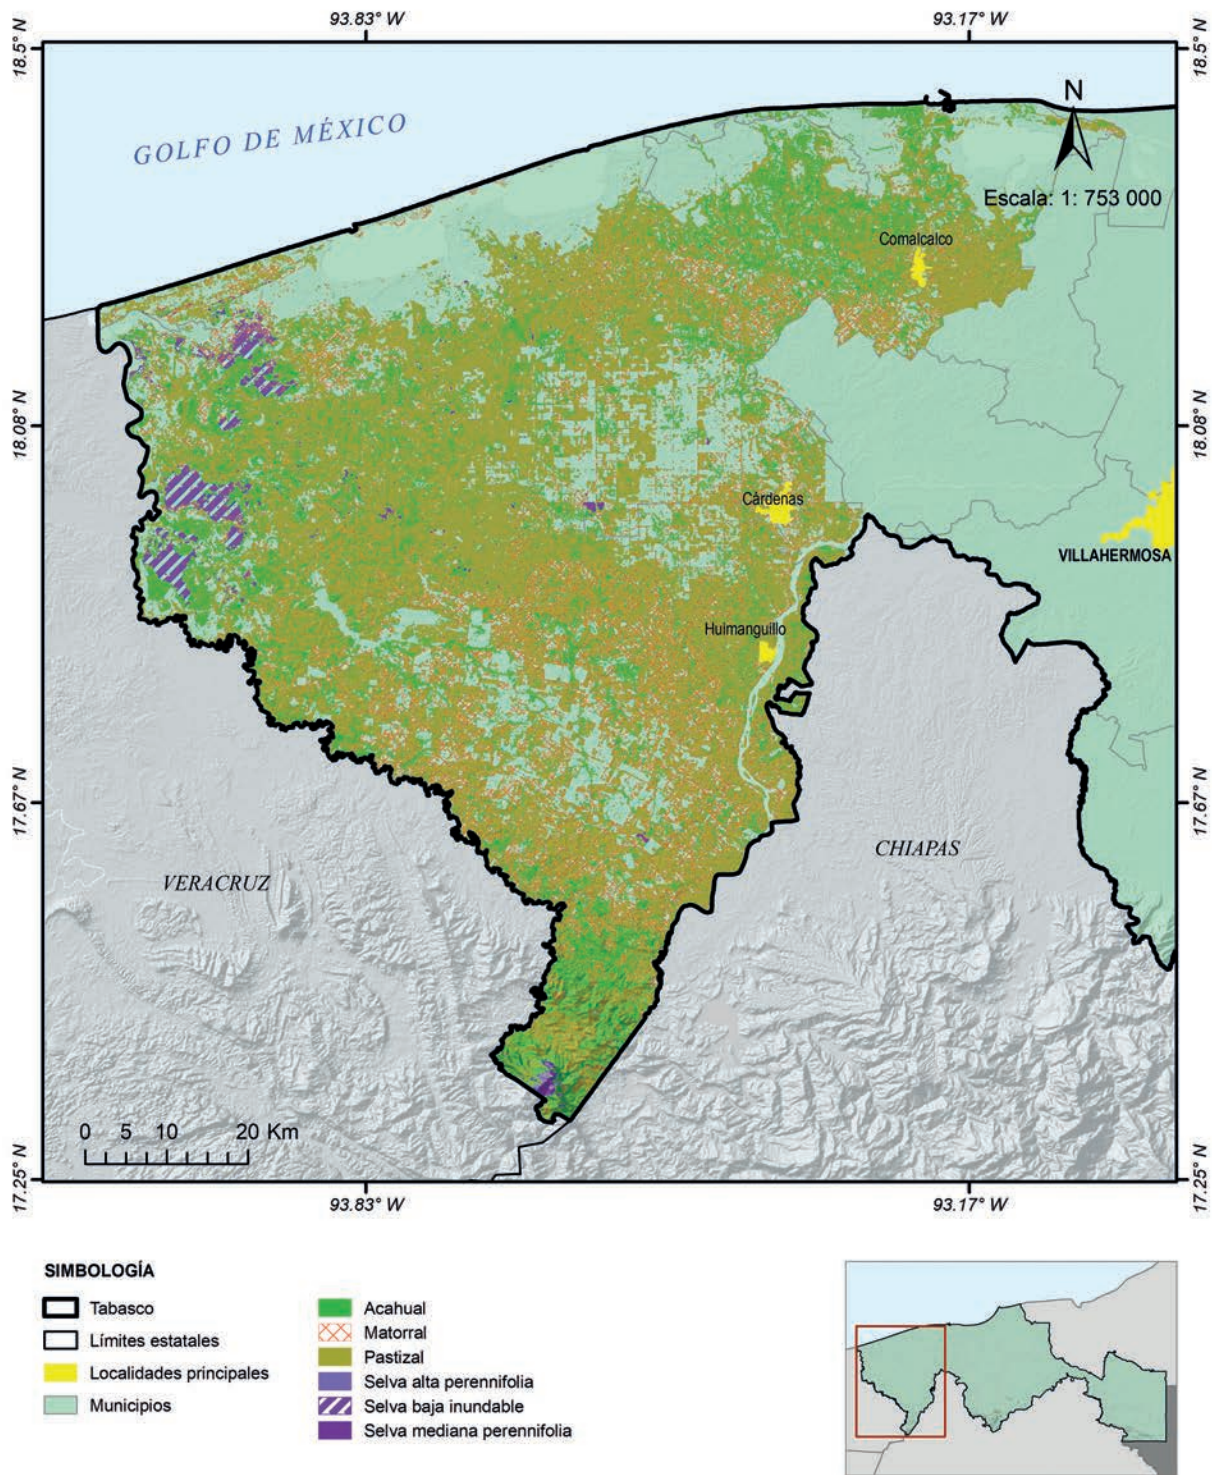 93.83° W
93.17° W
18.5° N
18.5° N
GOLFO DE MÉXICO
N
Escala: 1: 753 000
Comalcalco
18.08° N
18.08° N
Cárdenas
VILLAHERMOSA
Huimanguillo
17.67° N
17.67° N
CHIAPAS
VERACRUZ
0 5 10 20 Km
17.25° N
17.25° N
93.83° W
93.17° W
SIMBOLOGÍA
Tabasco
Límites estatales
Localidades principales
Municipios
Acahual
Matorral
Pastizal
Selva alta perennifolia
Selva baja inundable
Selva mediana perennifolia